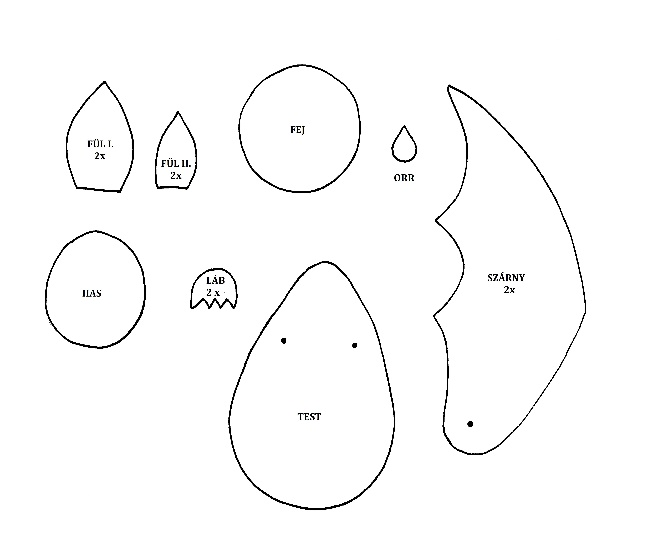 FÜL I.
2x
FÜL II.
2x
FEJ
ORR
HAS
LÁB
2 x
TEST
SZÁRNY
2x